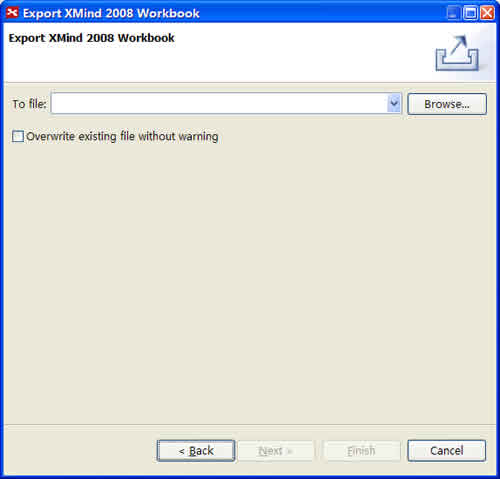 Export XMind 2008 Workbook
Export XMind 2008 Workbook
To file:
Browse...
Overwrite existing file without warning
< Back
Next >
Finish
Cancel